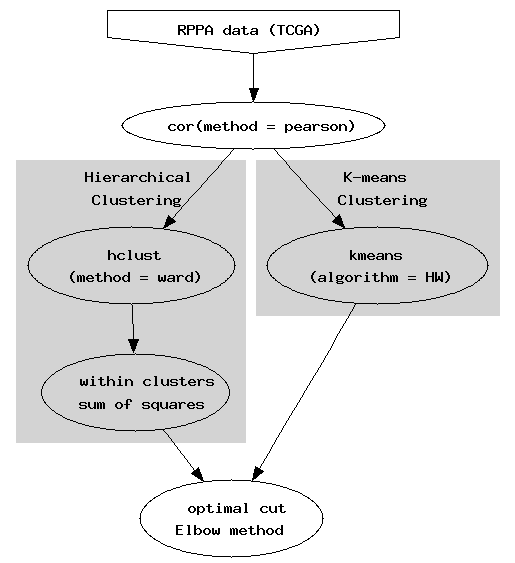 RPPA data (TCGA)
cor(method = pearson)
Hierarchical
Clustering
K-means
Clustering
hclust
(method = ward)
kmeans
(algorithm = HW)
within clusters
sum of squares
optimal cut
Elbow method